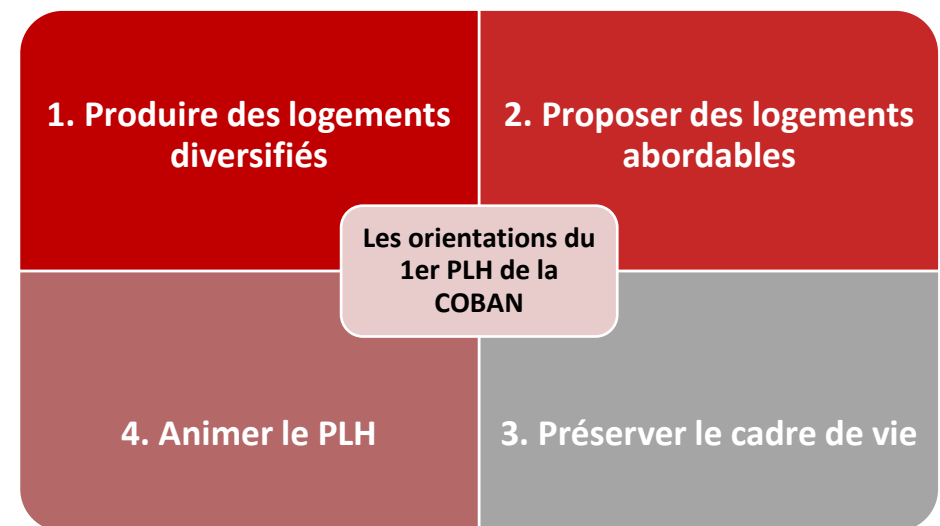 1. Produire des logements
diversifiés
2. Proposer des logements
abordables
Les orientations du
1er PLH de la
COBAN
4. Animer le PLH
3. Préserver le cadre de vie